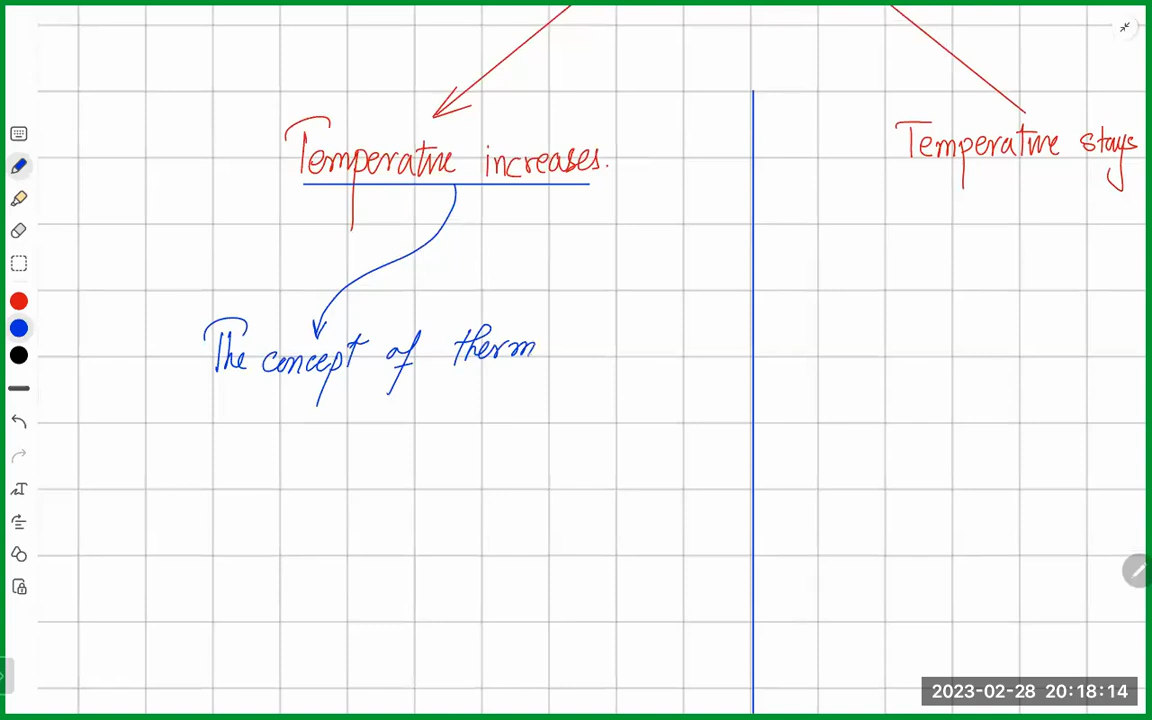 Temperature increases.
Temperature stays
The concept of therm
2023-02-28 20:18:14